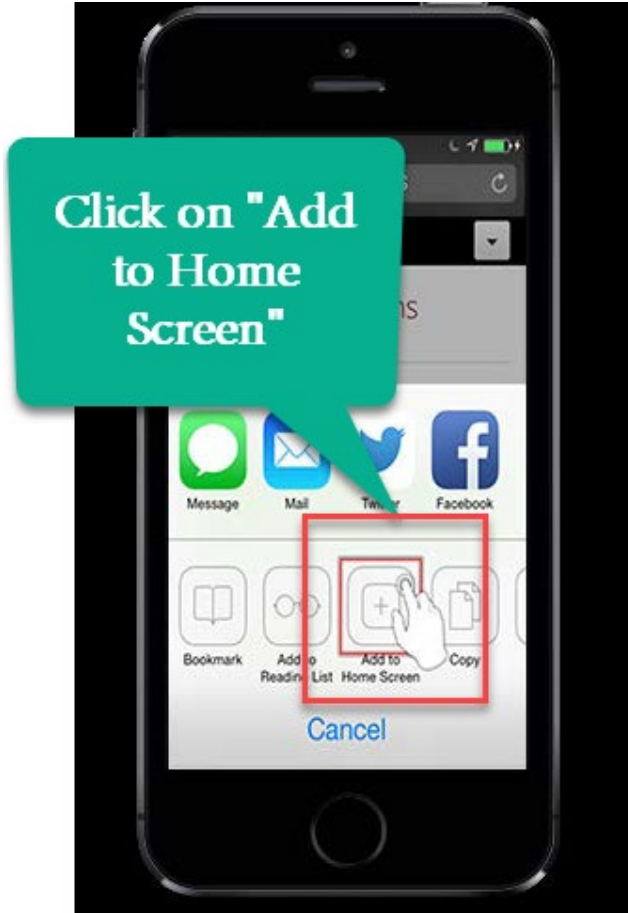 Click on "Add
to Home
Screen"
Message Mail Facebook
Bookmark Add to Reading List Add to Home Screen Copy
Cancel